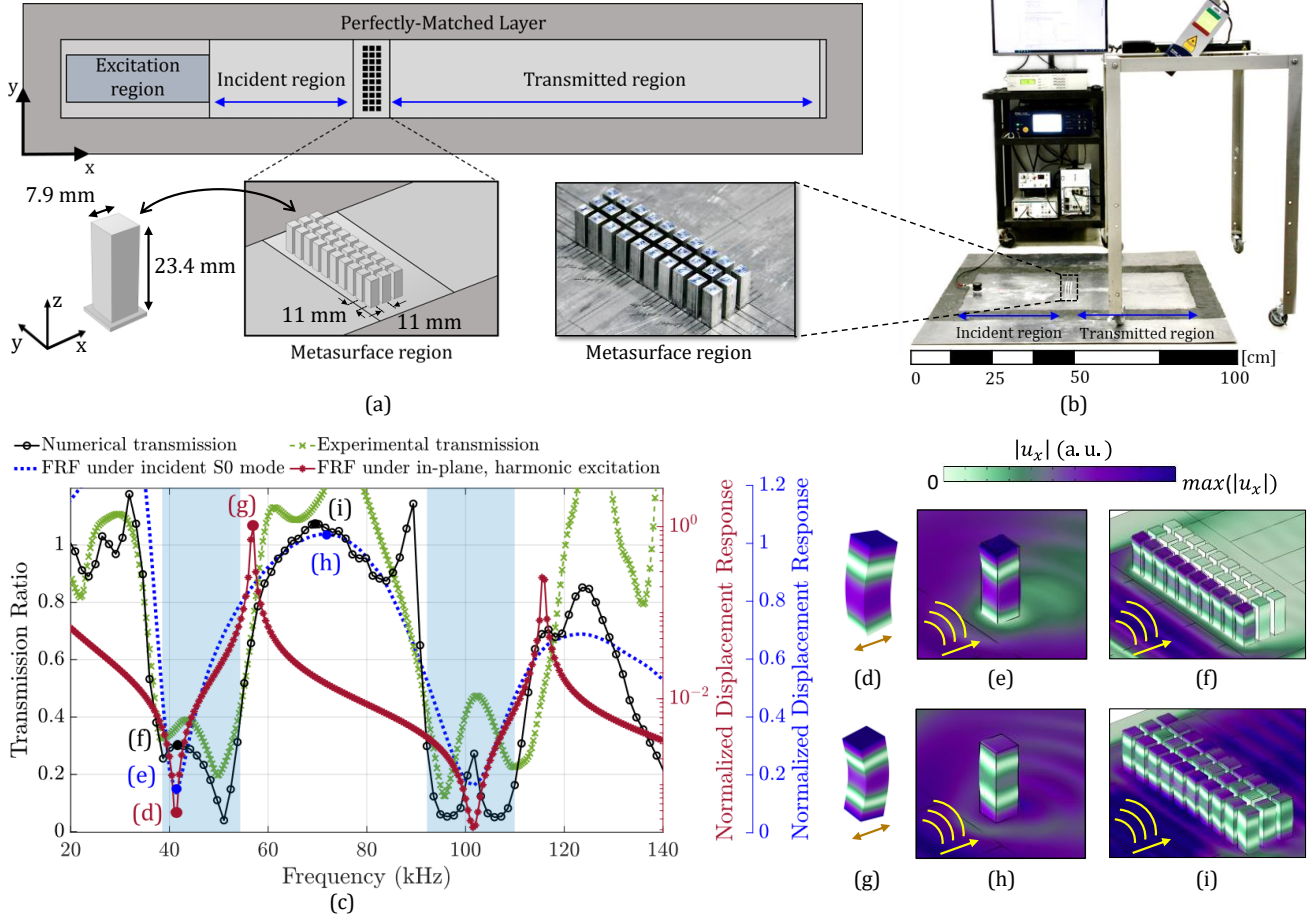 Perfectly-Matched Layer
Excitation
region
Incident region
Transmitted region
y
x
7.9 mm
23.4 mm
z
y
x
11 mm
11 mm
Metasurface region
Metasurface region
(a)
Incident region
Transmitted region
[cm]
0
25
50
100
(b)
Numerical transmission
Experimental transmission
FRF under incident S0 mode
FRF under in-plane, harmonic excitation
Transmission Ratio
1
0.8
0.6
0.4
0.2
0
20
40
60
80
100
120
140
Frequency (kHz)
(c)
(g)
(i)
(h)
(f)
(e)
(d)
10⁰
10⁻²
Normalized Displacement Response
1.2
1
0.8
0.6
0.4
0.2
0
Normalized Displacement Response
|uₓ| (a. u.)
0
max(|uₓ|)
(d)
(e)
(f)
(g)
(h)
(i)